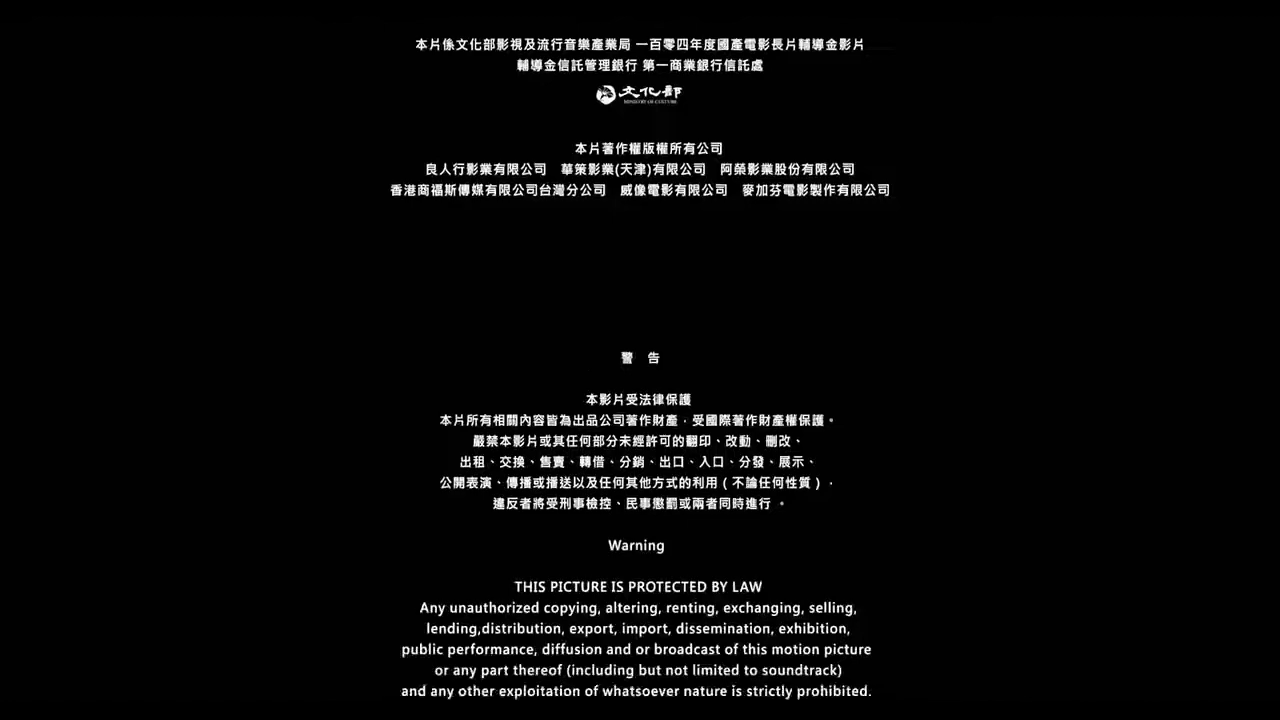 本片係文化部影視及流行音樂產業局 一百零四年度國產電影長片輔導金影片
輔導金信託管理銀行 第一商業銀行信託處
文化部
MINISTRY OF CULTURE
本片著作權版權所有公司
良人行影業有限公司 華策影業(天津)有限公司 阿榮影業股份有限公司
香港商福斯傳媒有限公司台灣分公司 威像電影有限公司 麥加芬電影製作有限公司
警 告
本影片受法律保護
本片所有相關內容皆為出品公司著作財產，受國際著作財產權保護。
嚴禁本影片或其任何部分未經許可的翻印、改動、刪改、
出租、交換、售賣、轉借、分銷、出口、入口、分發、展示、
公開表演、傳播或播送以及任何其他方式的利用（不論任何性質），
違反者將受刑事檢控、民事懲罰或兩者同時進行 。
Warning
THIS PICTURE IS PROTECTED BY LAW
Any unauthorized copying, altering, renting, exchanging, selling,
lending,distribution, export, import, dissemination, exhibition,
public performance, diffusion and or broadcast of this motion picture
or any part thereof (including but not limited to soundtrack)
and any other exploitation of whatsoever nature is strictly prohibited.